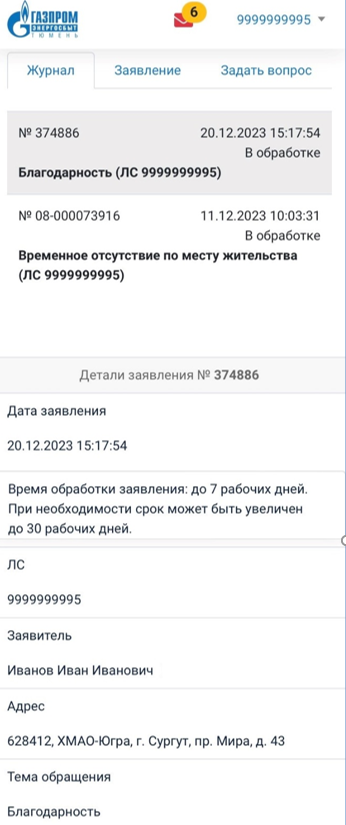 ГАЗПРОМ
ЭНЕРГОСБЫТ
ТЮМЕНЬ
6
9999999995
Журнал
Заявление
Задать вопрос
№ 374886 20.12.2023 15:17:54
В обработке
Благодарность (ЛС 9999999995)
№ 08-000073916 11.12.2023 10:03:31
В обработке
Временное отсутствие по месту жительства
(ЛС 9999999995)
Детали заявления № 374886
Дата заявления
20.12.2023 15:17:54
Время обработки заявления: до 7 рабочих дней.
При необходимости срок может быть увеличен
до 30 рабочих дней.
ЛС
9999999995
Заявитель
Иванов Иван Иванович
Адрес
628412, ХМАО-Югра, г. Сургут, пр. Мира, д. 43
Тема обращения
Благодарность